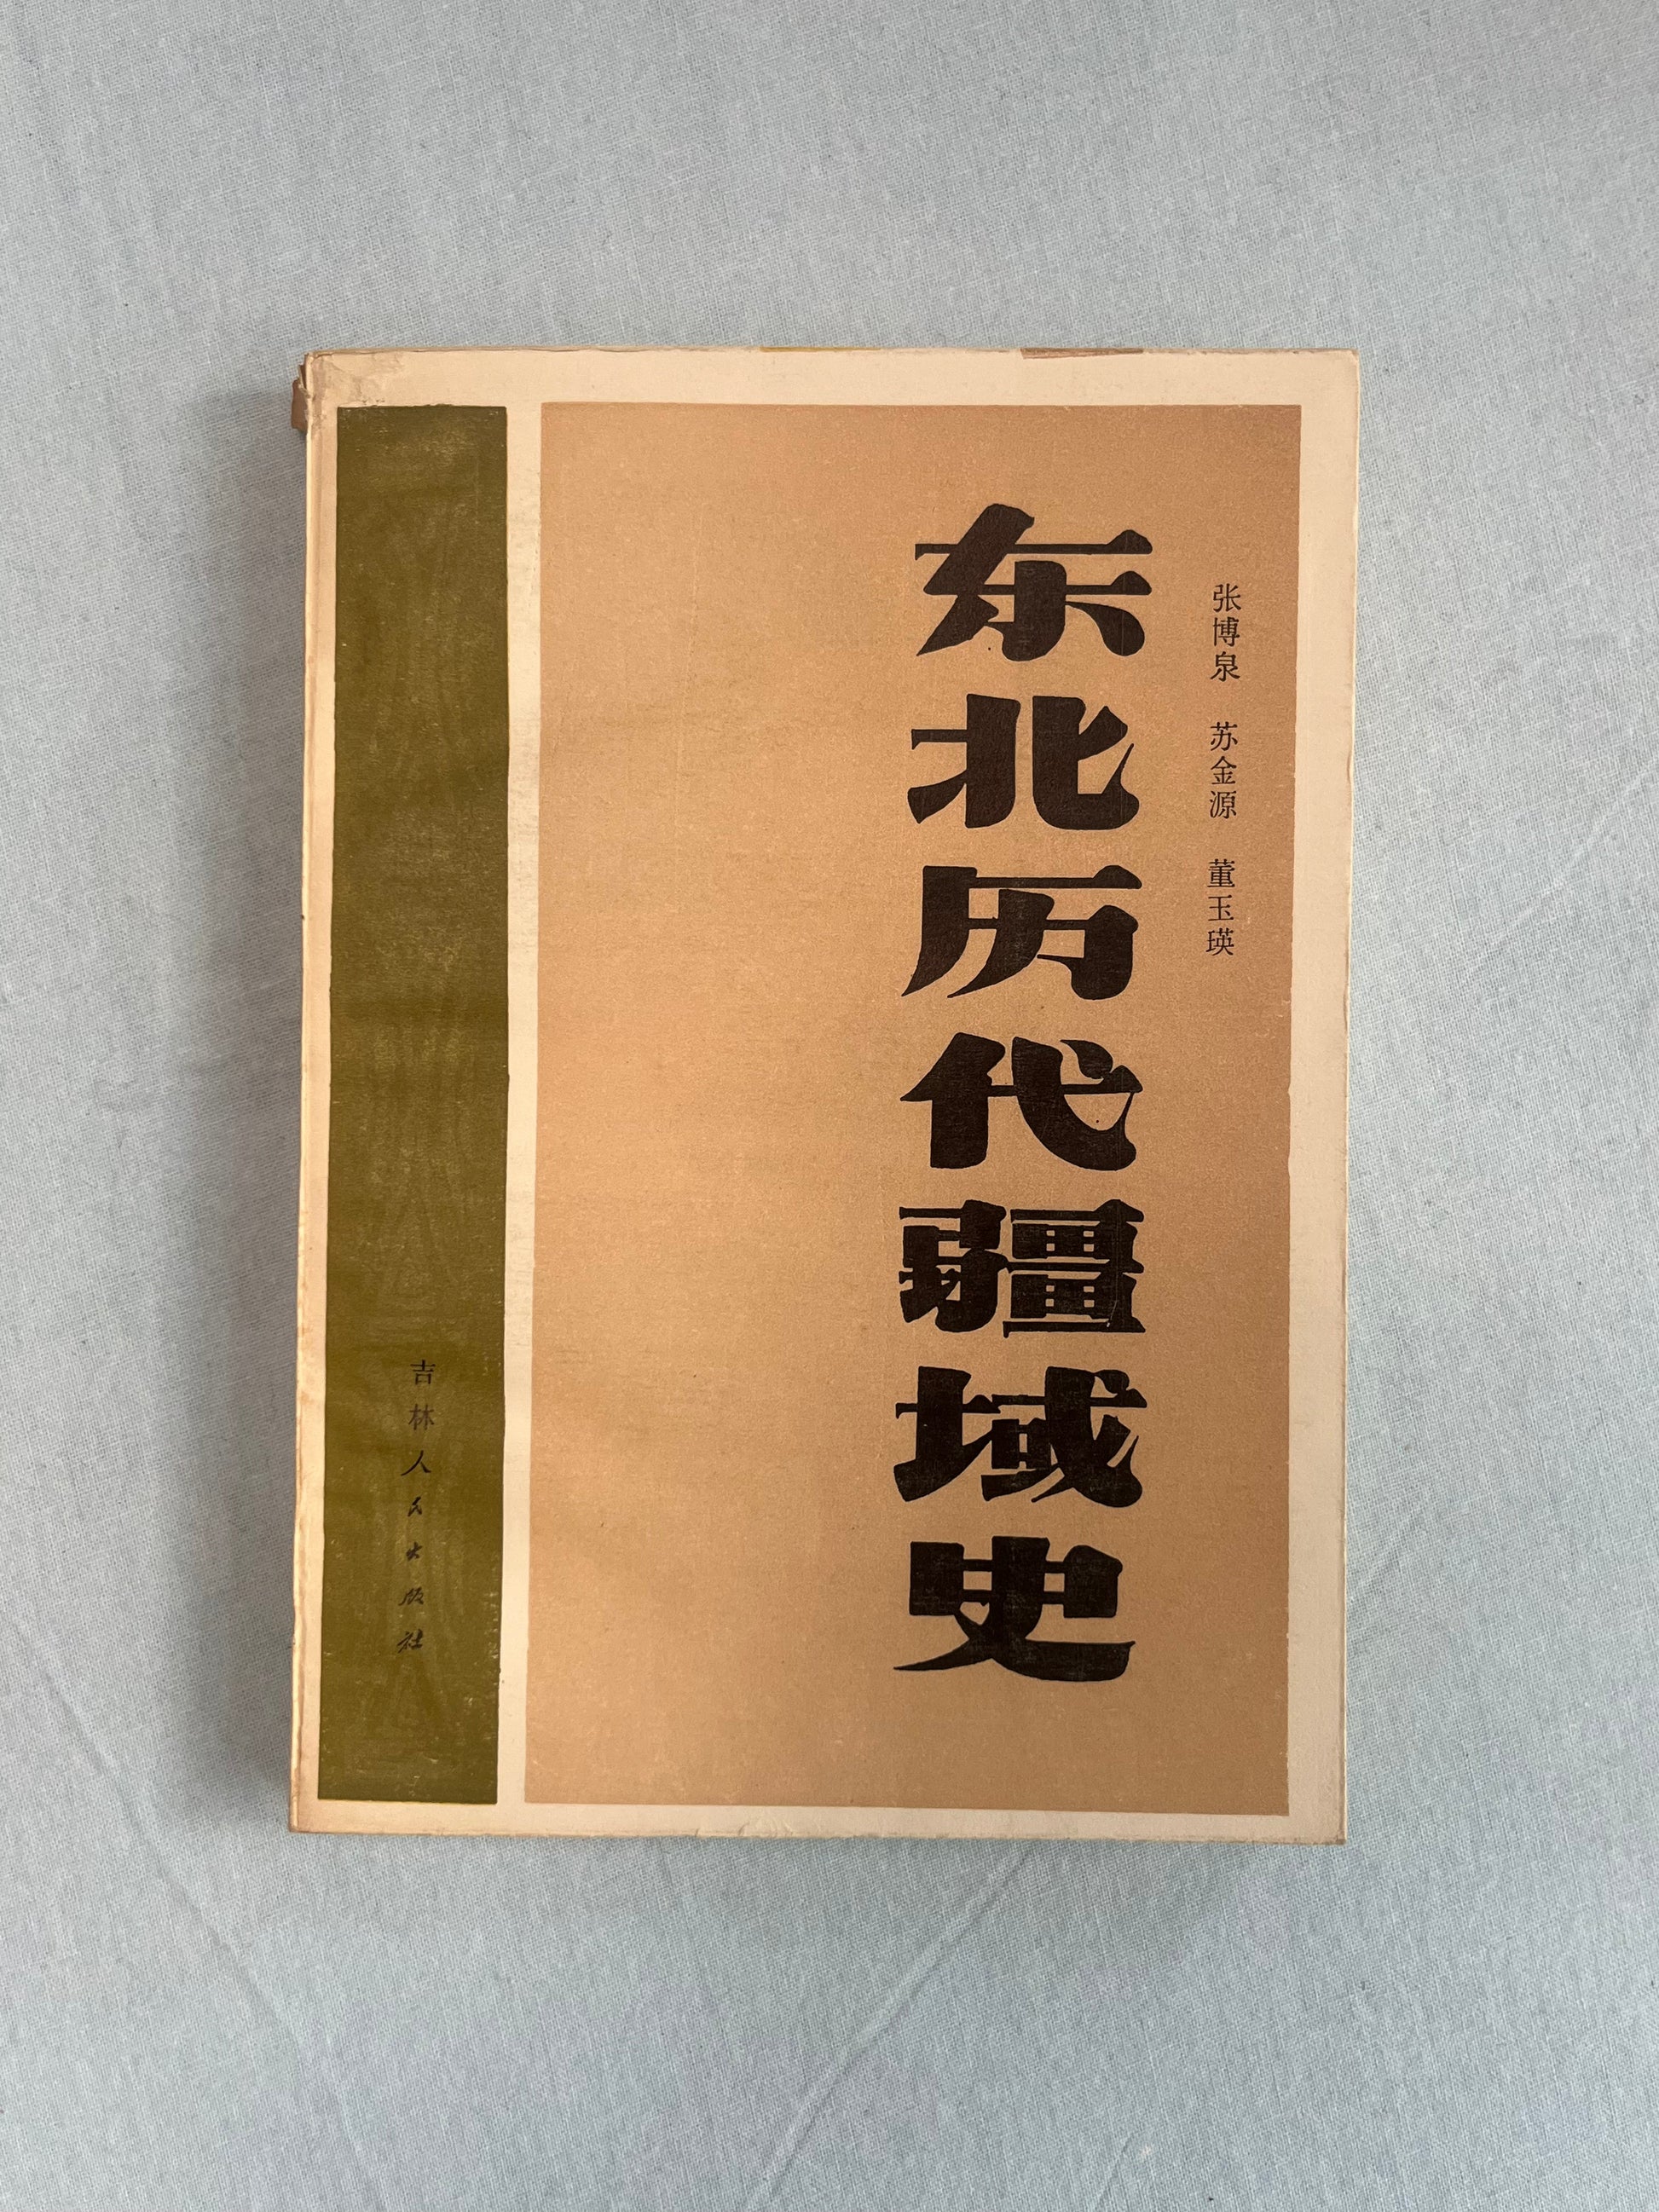 张博泉 苏金源 董玉瑛
东北历代疆域史
吉林人民出版社